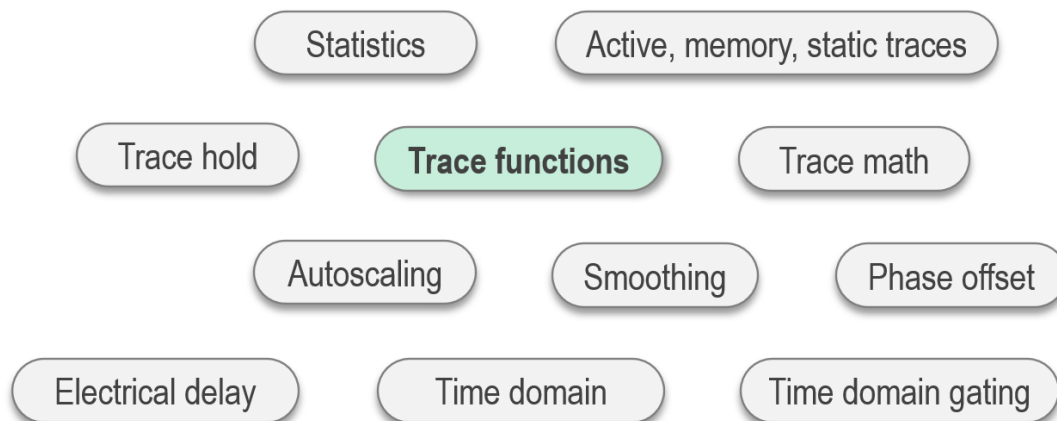 Statistics
Active, memory, static traces
Trace hold
Trace functions
Trace math
Autoscaling
Smoothing
Phase offset
Electrical delay
Time domain
Time domain gating